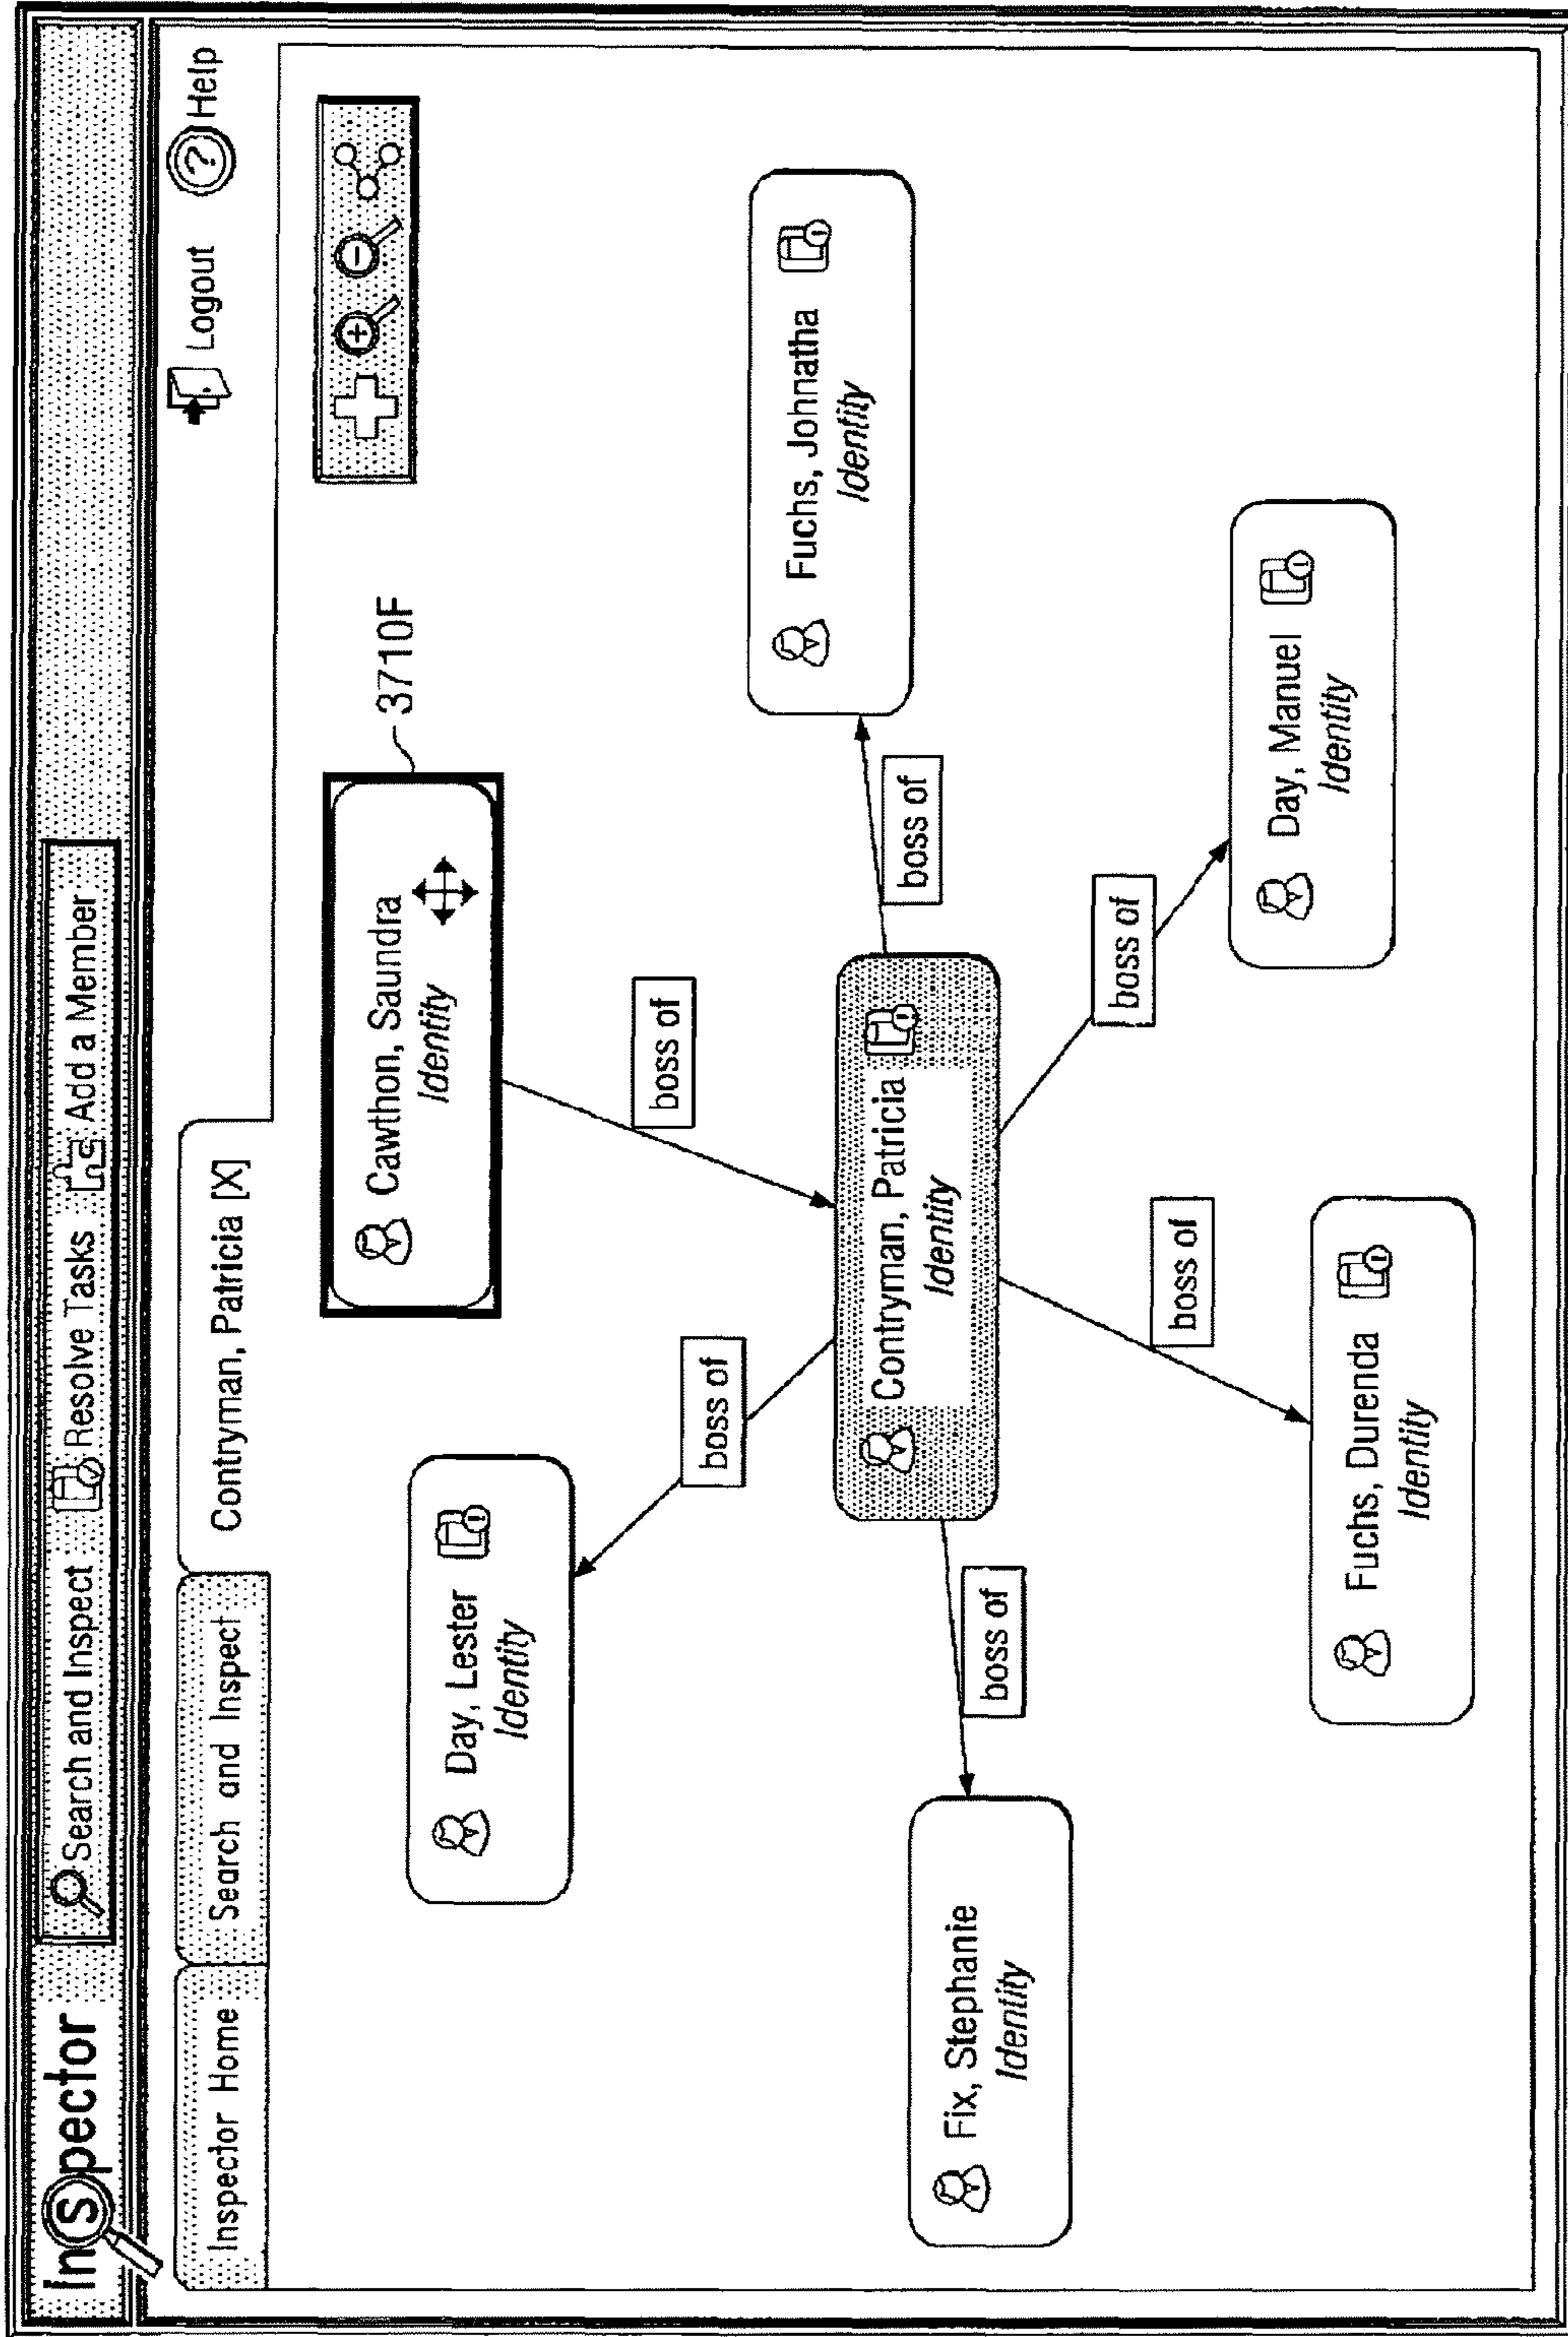 Inspector
Search and Inspect Resolve Tasks Add a Member
Logout ? Help
Inspector Home Search and Inspect Contryman, Patricia [X]
3710F
Cawthon, Saundra
Identity
Day, Lester
Identity
boss of
boss of
Fuchs, Johnatha
Identity
boss of
Contryman, Patricia
Identity
Fix, Stephanie
Identity
boss of
boss of
boss of
Day, Manuel
Identity
Fuchs, Durenda
Identity